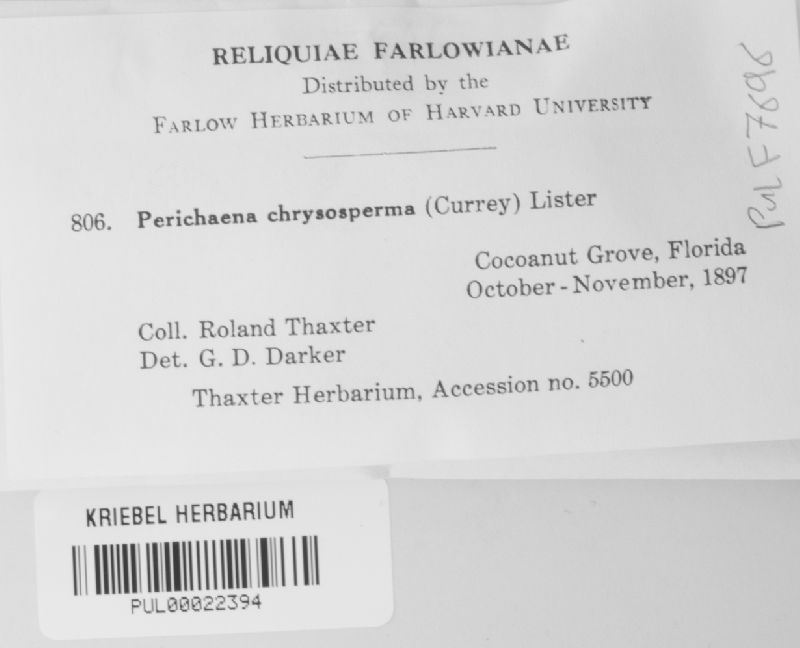 RELIQUIAE FARLOWIANAE
Distributed by the
FARLOW HERBARIUM OF HARVARD UNIVERSITY
806. Perichaena chrysosperma (Currey) Lister
Cocoanut Grove, Florida
October - November, 1897
Coll. Roland Thaxter
Det. G. D. Darker
Thaxter Herbarium, Accession no. 5500
PUL F7696
KRIEBEL HERBARIUM
PUL00022394